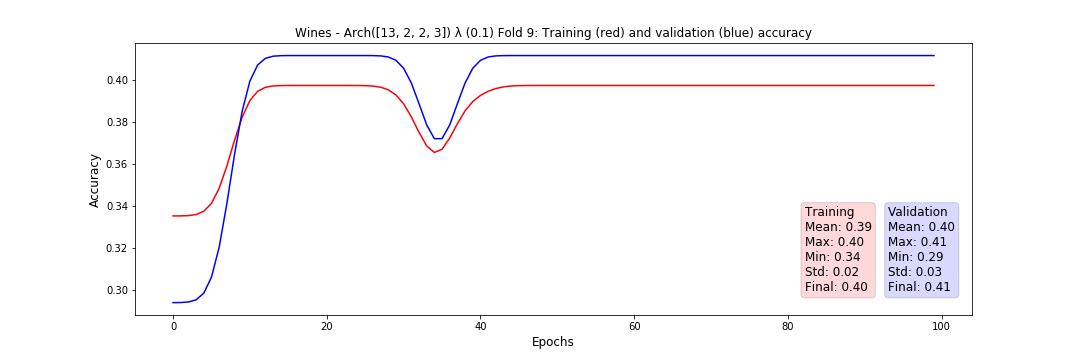 Wines - Arch([13, 2, 2, 3]) λ (0.1) Fold 9: Training (red) and validation (blue) accuracy
Accuracy
0.40
0.38
0.36
0.34
0.32
0.30
Training
Mean: 0.39
Max: 0.40
Min: 0.34
Std: 0.02
Final: 0.40
Validation
Mean: 0.40
Max: 0.41
Min: 0.29
Std: 0.03
Final: 0.41
0 20 40 60 80 100
Epochs